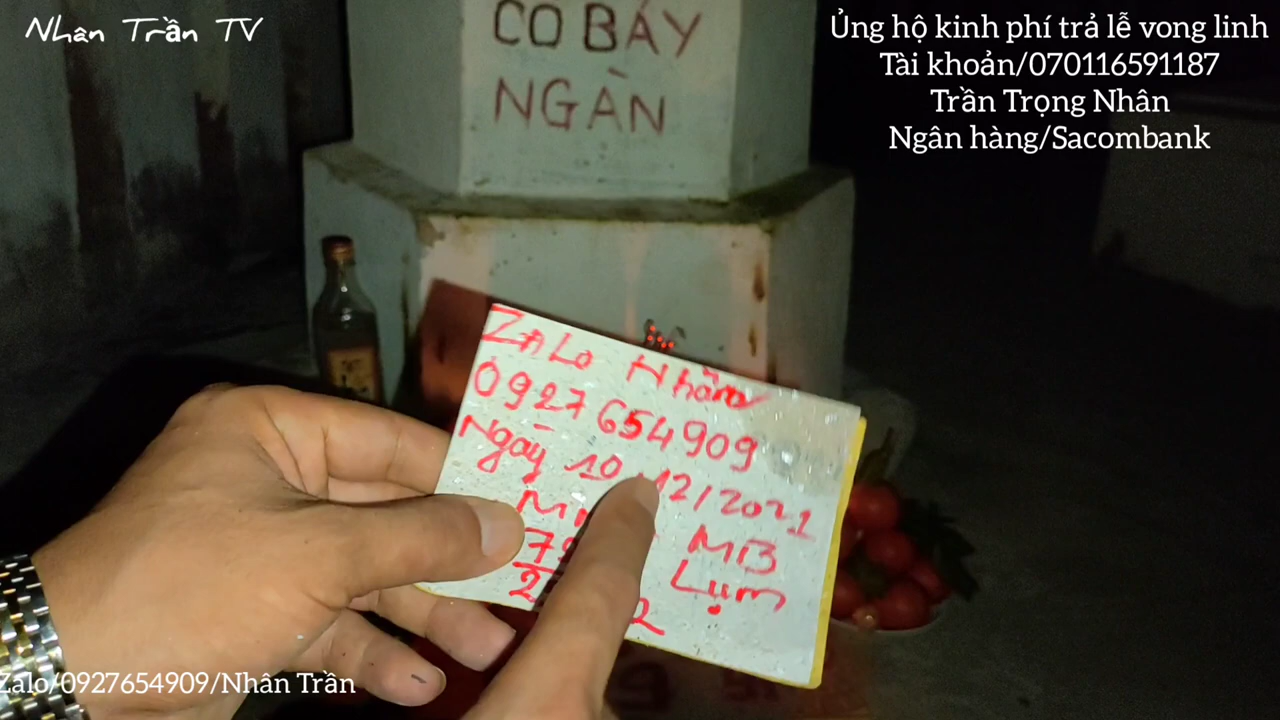 Nhân Trần TV
Ủng hộ kinh phí trả lễ vong linh
Tài khoản/070116591187
Trần Trọng Nhân
Ngân hàng/Sacombank
CO BẢY
NGÀN
ZALO Nhân
0927654909
Ngày 10 12/2021
MB
Lụm
Zalo/0927654909/Nhân Trần